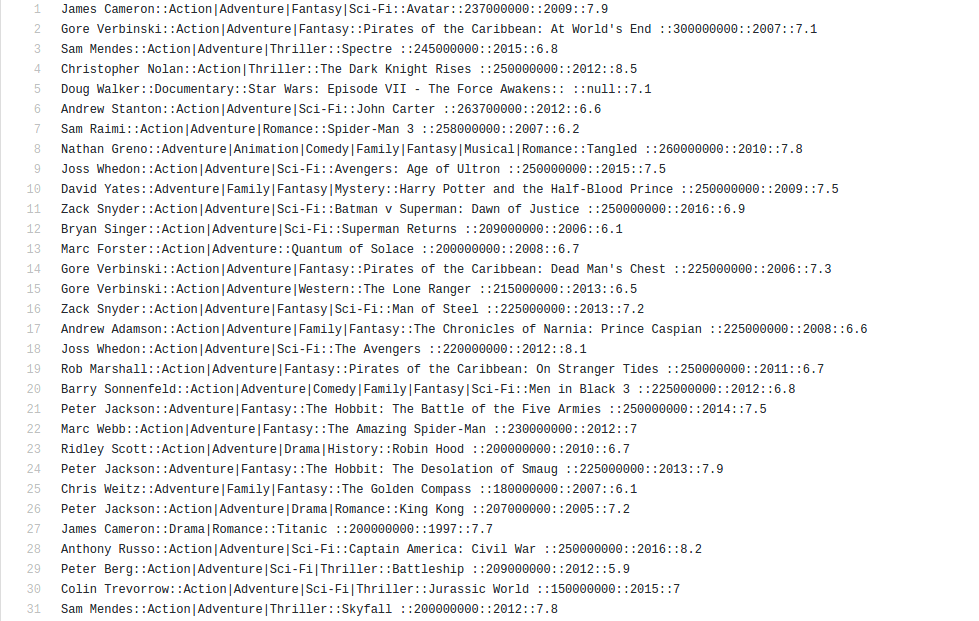 1 James Cameron::Action|Adventure|Fantasy|Sci-Fi::Avatar::237000000::2009::7.9
2 Gore Verbinski::Action|Adventure|Fantasy::Pirates of the Caribbean: At World's End ::300000000::2007::7.1
3 Sam Mendes::Action|Adventure|Thriller::Spectre ::245000000::2015::6.8
4 Christopher Nolan::Action|Thriller::The Dark Knight Rises ::250000000::2012::8.5
5 Doug Walker::Documentary::Star Wars: Episode VII - The Force Awakens:: ::null::7.1
6 Andrew Stanton::Action|Adventure|Sci-Fi::John Carter ::263700000::2012::6.6
7 Sam Raimi::Action|Adventure|Romance::Spider-Man 3 ::258000000::2007::6.2
8 Nathan Greno::Adventure|Animation|Comedy|Family|Fantasy|Musical|Romance::Tangled ::260000000::2010::7.8
9 Joss Whedon::Action|Adventure|Sci-Fi::Avengers: Age of Ultron ::250000000::2015::7.5
10 David Yates::Adventure|Family|Fantasy|Mystery::Harry Potter and the Half-Blood Prince ::250000000::2009::7.5
11 Zack Snyder::Action|Adventure|Sci-Fi::Batman v Superman: Dawn of Justice ::250000000::2016::6.9
12 Bryan Singer::Action|Adventure|Sci-Fi::Superman Returns ::209000000::2006::6.1
13 Marc Forster::Action|Adventure::Quantum of Solace ::200000000::2008::6.7
14 Gore Verbinski::Action|Adventure|Fantasy::Pirates of the Caribbean: Dead Man's Chest ::225000000::2006::7.3
15 Gore Verbinski::Action|Adventure|Western::The Lone Ranger ::215000000::2013::6.5
16 Zack Snyder::Action|Adventure|Fantasy|Sci-Fi::Man of Steel ::225000000::2013::7.2
17 Andrew Adamson::Action|Adventure|Family|Fantasy::The Chronicles of Narnia: Prince Caspian ::225000000::2008::6.6
18 Joss Whedon::Action|Adventure|Sci-Fi::The Avengers ::220000000::2012::8.1
19 Rob Marshall::Action|Adventure|Fantasy::Pirates of the Caribbean: On Stranger Tides ::250000000::2011::6.7
20 Barry Sonnenfeld::Action|Adventure|Comedy|Family|Fantasy|Sci-Fi::Men in Black 3 ::225000000::2012::6.8
21 Peter Jackson::Adventure|Fantasy::The Hobbit: The Battle of the Five Armies ::250000000::2014::7.5
22 Marc Webb::Action|Adventure|Fantasy::The Amazing Spider-Man ::230000000::2012::7
23 Ridley Scott::Action|Adventure|Drama|History::Robin Hood ::200000000::2010::6.7
24 Peter Jackson::Adventure|Fantasy::The Hobbit: The Desolation of Smaug ::225000000::2013::7.9
25 Chris Weitz::Adventure|Family|Fantasy::The Golden Compass ::180000000::2007::6.1
26 Peter Jackson::Action|Adventure|Drama|Romance::King Kong ::207000000::2005::7.2
27 James Cameron::Drama|Romance::Titanic ::200000000::1997::7.7
28 Anthony Russo::Action|Adventure|Sci-Fi::Captain America: Civil War ::250000000::2016::8.2
29 Peter Berg::Action|Adventure|Sci-Fi|Thriller::Battleship ::209000000::2012::5.9
30 Colin Trevorrow::Action|Adventure|Sci-Fi|Thriller::Jurassic World ::150000000::2015::7
31 Sam Mendes::Action|Adventure|Thriller::Skyfall ::200000000::2012::7.8